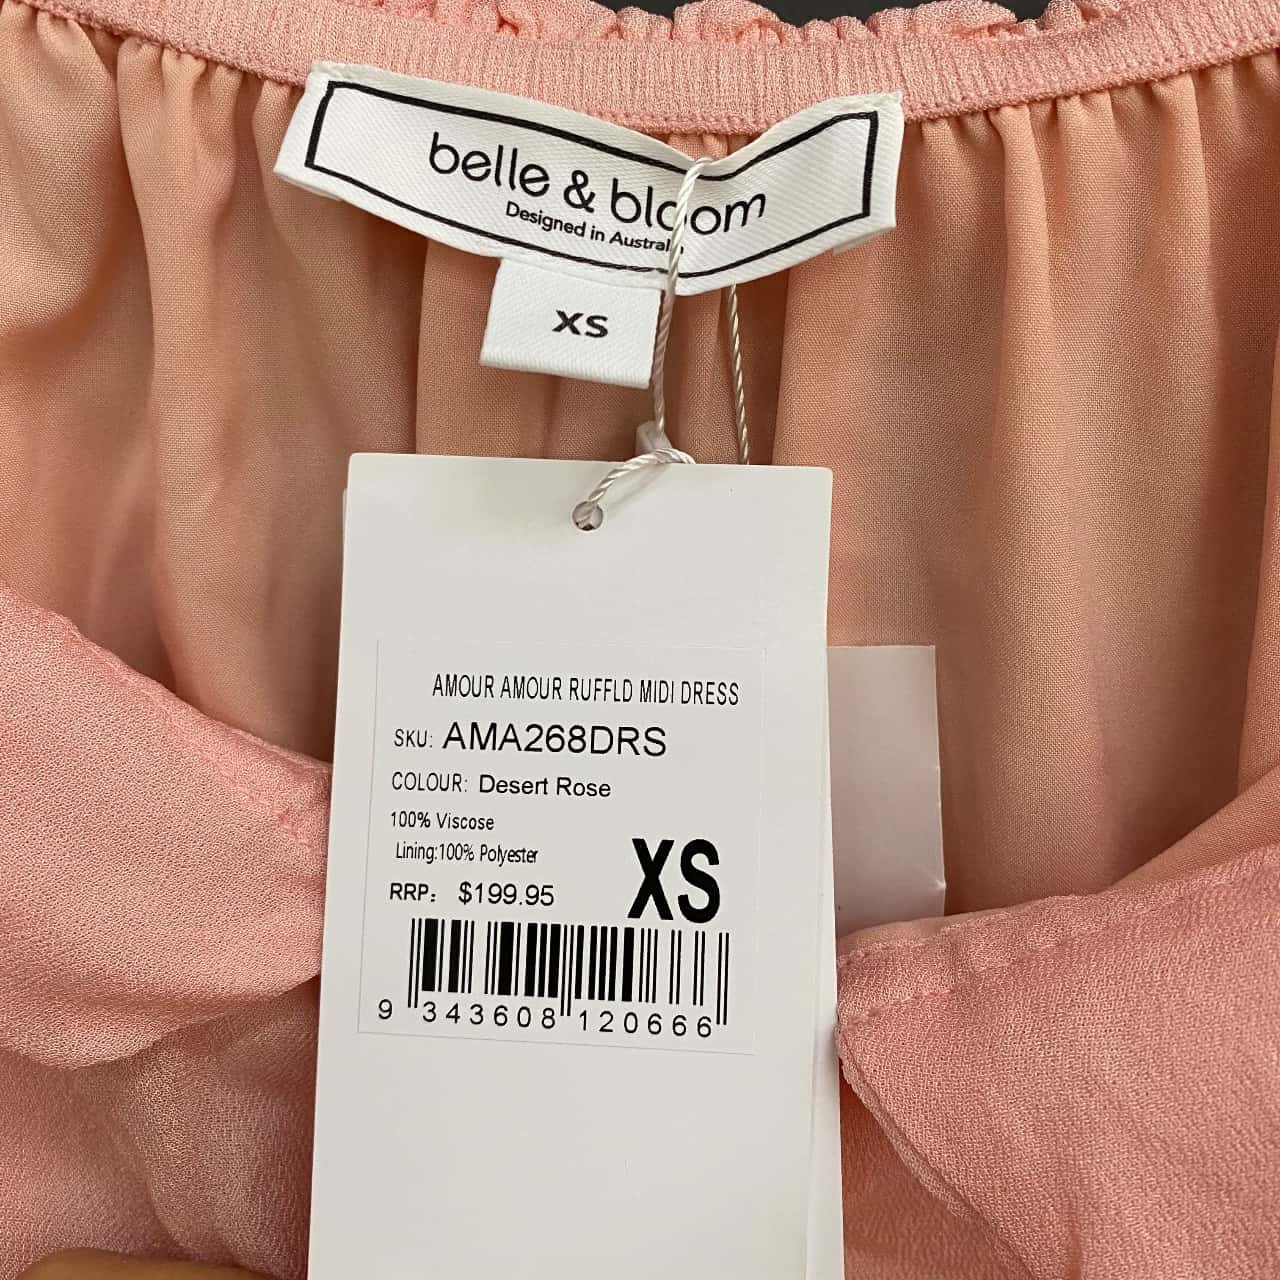 belle & bloom
Designed in Australia
XS
AMOUR AMOUR RUFFLD MIDI DRESS
SKU: AMA268DRS
COLOUR: Desert Rose
100% Viscose
Lining:100% Polyester
RRP: $199.95
XS
9 343608 120666